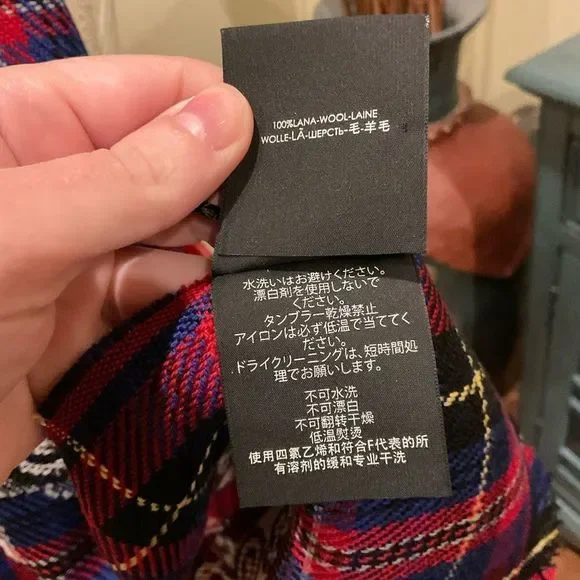 100%LANA-WOOL-LAINE
WOLLE-LÃ-ШЕРСТЬ-毛-羊毛
水洗いはお避けください。
漂白剤を使用しないで
ください。
タンブラー乾燥禁止
アイロンは必ず低温で当ててく
ださい。
ドライクリーニングは、短時間処
理でお願いします。
不可水洗
不可漂白
不可翻转干燥
低温熨烫
使用四氯乙烯和符合F代表的所
有溶剂的缓和专业干洗